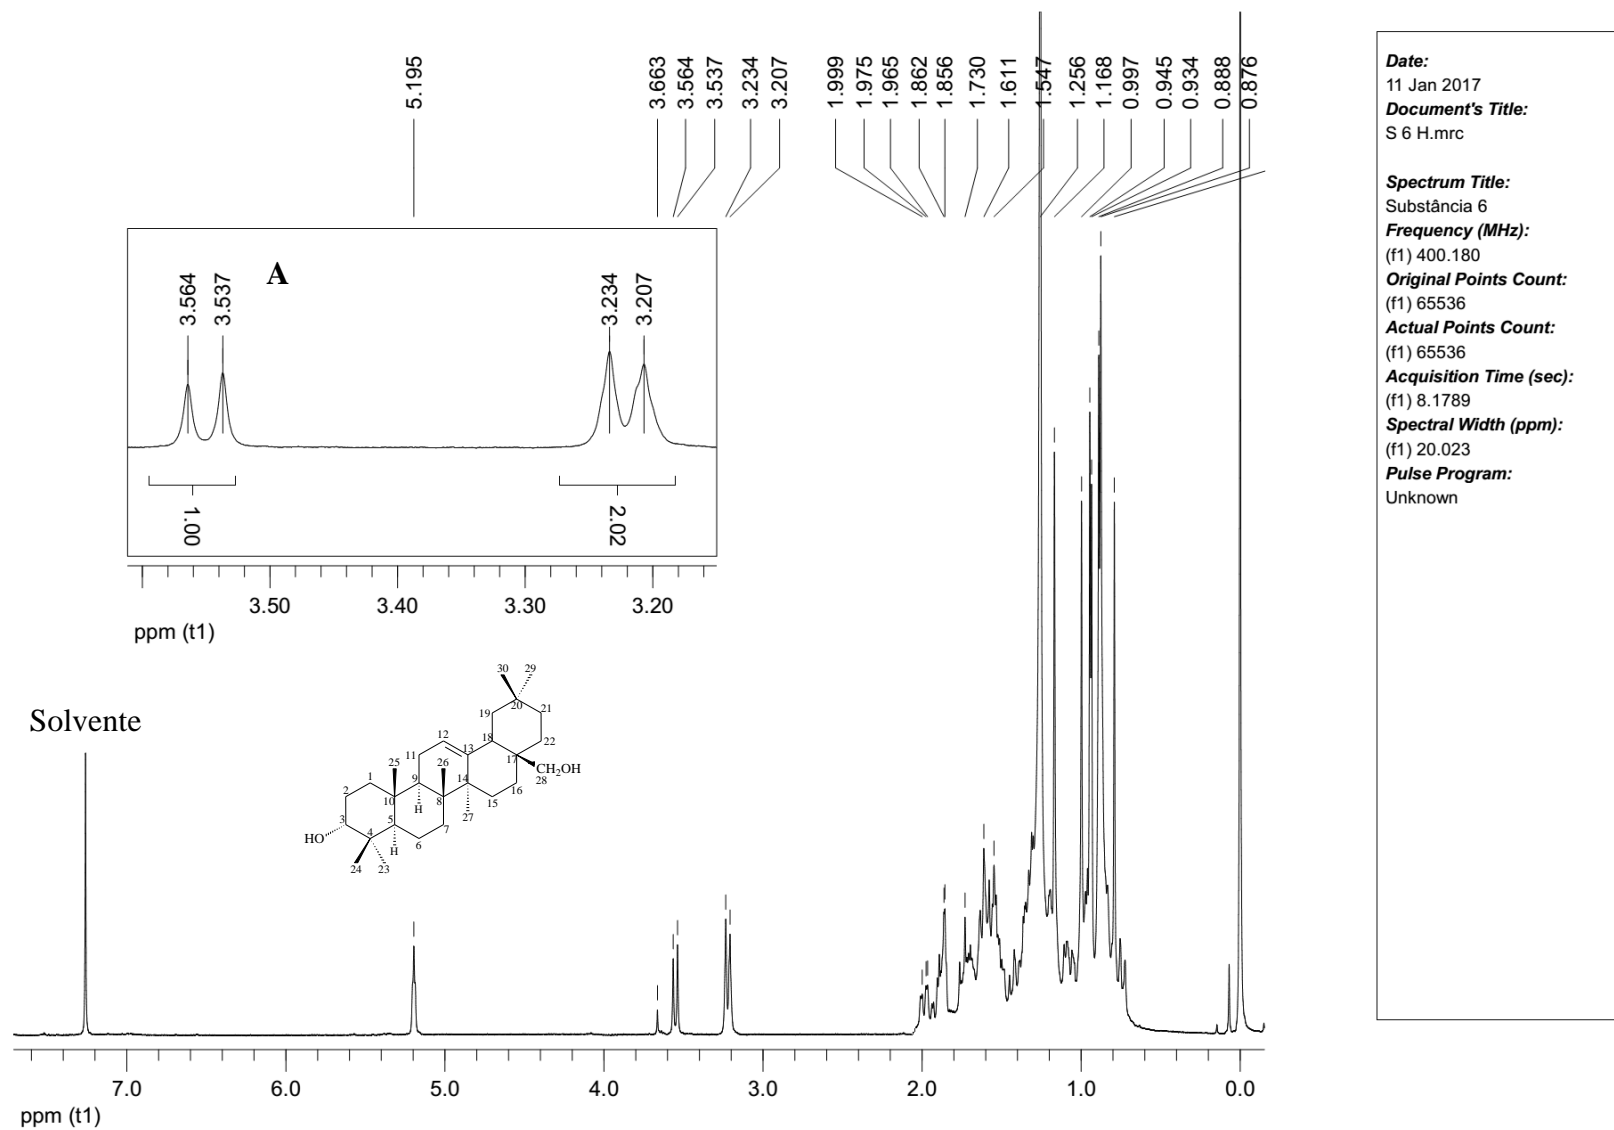 5.195
3.663
3.564
3.537
3.234
3.207
1.999
1.975
1.965
1.862
1.856
1.730
1.611
1.547
1.256
1.168
0.997
0.945
0.934
0.888
0.876
A
3.564
3.537
3.234
3.207
1.00
2.02
3.50
3.40
3.30
3.20
ppm (t1)
Solvente
30
29
20
19
21
12
18
22
11
13
17
CH₂OH
28
25
26
1
9
14
16
2
10
8
15
H
27
3
5
7
HO
4
6
H
24
23
7.0
6.0
5.0
4.0
3.0
2.0
1.0
0.0
ppm (t1)
Date:
11 Jan 2017
Document's Title:
S 6 H.mrc
Spectrum Title:
Substância 6
Frequency (MHz):
(f1) 400.180
Original Points Count:
(f1) 65536
Actual Points Count:
(f1) 65536
Acquisition Time (sec):
(f1) 8.1789
Spectral Width (ppm):
(f1) 20.023
Pulse Program:
Unknown